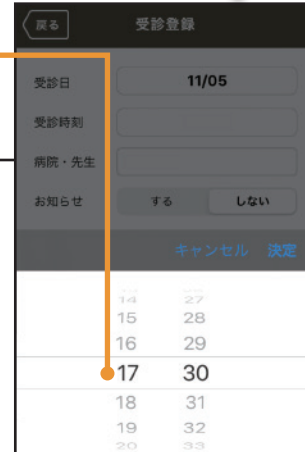 戻る 受診登録
受診日 11/05
受診時刻
病院・先生
お知らせ する しない
キャンセル 決定
14 27
15 28
16 29
17 30
18 31
19 32
20 33